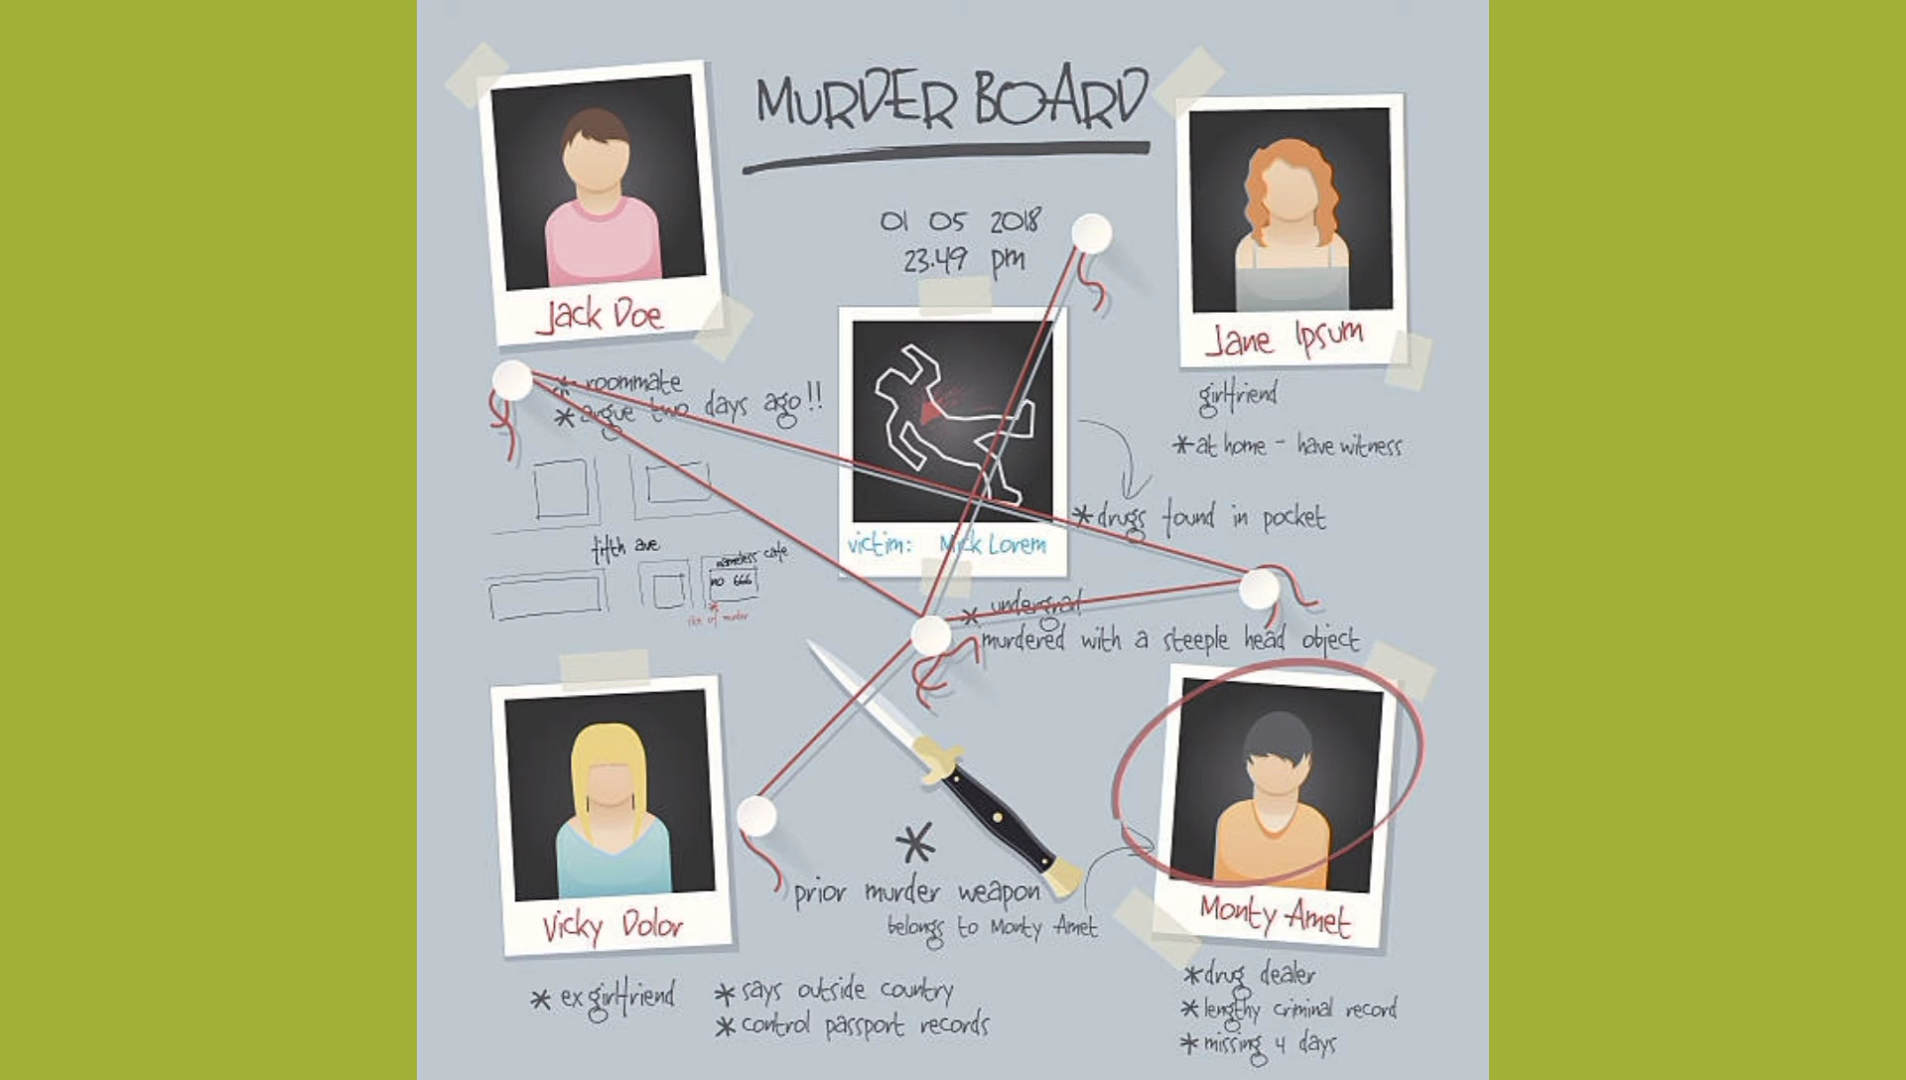 MURDER BOARD
01 05 2018
23.49 pm
Jack Doe
* roommate
* argue two days ago!!
Jane Ipsum
girlfriend
* at home - have witness
victim: Mick Lorem
* drugs found in pocket
* undergrad
murdered with a steeple head object
fifth ave
nameless cafe
no 666
* 
of murder
Vicky Dolor
* ex girlfriend
* says outside country
* control passport records
*
prior murder weapon
belongs to Monty Amet
Monty Amet
* drug dealer
* lengthy criminal record
* missing 4 days